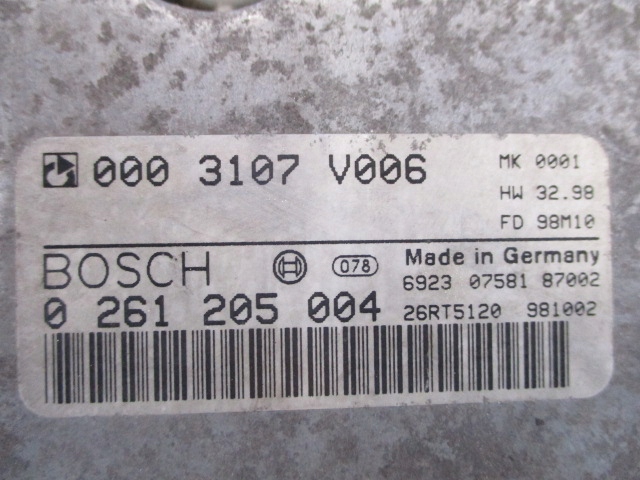 000 3107 V006
MK 0001
HW 32.98
FD 98M10
BOSCH
078
Made in Germany
6923 07581 87002
0 261 205 004
26RT5120 981002